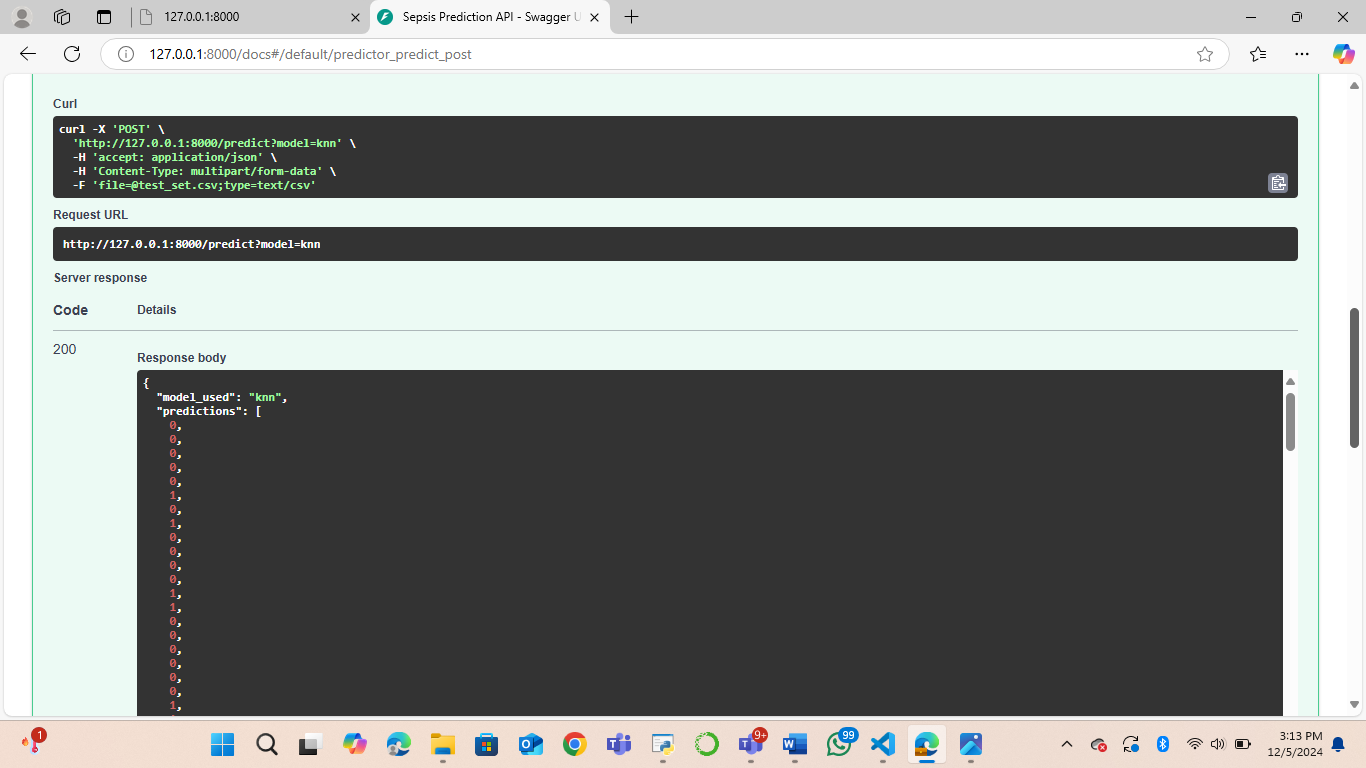 127.0.0.1:8000
Sepsis Prediction API - Swagger U
127.0.0.1:8000/docs#/default/predictor_predict_post
Curl
curl -X 'POST' \
'http://127.0.0.1:8000/predict?model=knn' \
-H 'accept: application/json' \
-H 'Content-Type: multipart/form-data' \
-F 'file=@test_set.csv;type=text/csv'
Request URL
http://127.0.0.1:8000/predict?model=knn
Server response
Code Details
200
Response body
{
"model_used": "knn",
"predictions": [
0,
0,
0,
0,
0,
1,
0,
1,
0,
0,
0,
0,
1,
1,
0,
0,
0,
0,
0,
0,
1,
1
9+
99
3:13 PM
12/5/2024